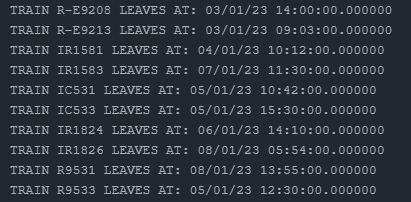 TRAIN R-E9208 LEAVES AT: 03/01/23 14:00:00.000000
TRAIN R-E9213 LEAVES AT: 03/01/23 09:03:00.000000
TRAIN IR1581 LEAVES AT: 04/01/23 10:12:00.000000
TRAIN IR1583 LEAVES AT: 07/01/23 11:30:00.000000
TRAIN IC531 LEAVES AT: 05/01/23 10:42:00.000000
TRAIN IC533 LEAVES AT: 05/01/23 15:30:00.000000
TRAIN IR1824 LEAVES AT: 06/01/23 14:10:00.000000
TRAIN IR1826 LEAVES AT: 08/01/23 05:54:00.000000
TRAIN R9531 LEAVES AT: 08/01/23 13:55:00.000000
TRAIN R9533 LEAVES AT: 05/01/23 12:30:00.000000